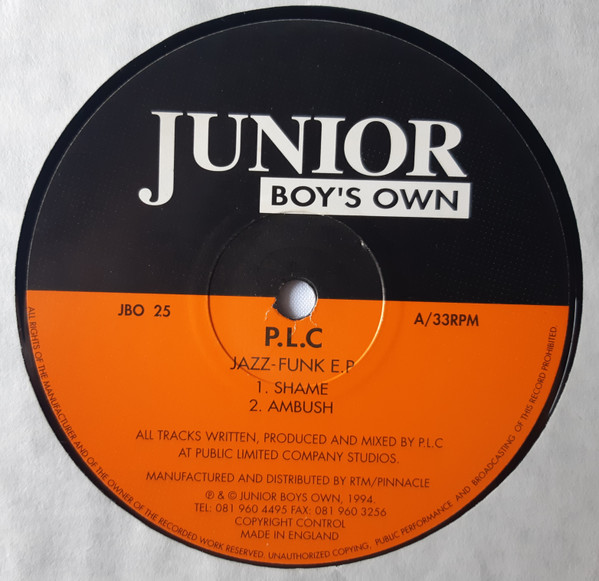 JUNIOR
BOY'S OWN
JBO 25
A/33RPM
P.L.C
JAZZ-FUNK E.P
1. SHAME
2. AMBUSH
ALL TRACKS WRITTEN, PRODUCED AND MIXED BY P.L.C
AT PUBLIC LIMITED COMPANY STUDIOS.
MANUFACTURED AND DISTRIBUTED BY RTM/PINNACLE
℗ & © JUNIOR BOYS OWN, 1994.
TEL: 081 960 4495 FAX: 081 960 3256
COPYRIGHT CONTROL
MADE IN ENGLAND
ALL RIGHTS OF THE MANUFACTURER AND OF THE OWNER OF THE RECORDED WORK RESERVED. UNAUTHORIZED COPYING, PUBLIC PERFORMANCE AND BROADCASTING OF THIS RECORD PROHIBITED.